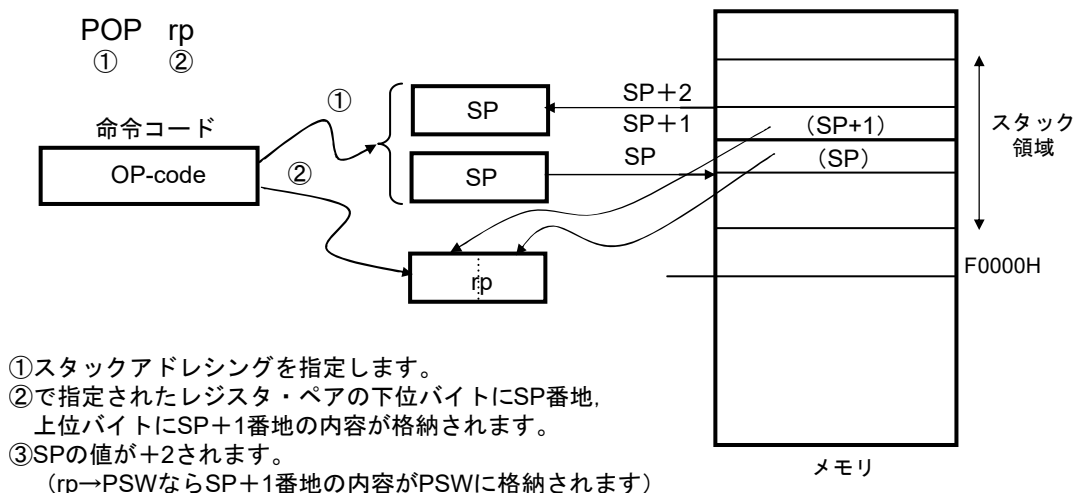 POP rp
① ②
命令コード
OP-code
①
②
SP
SP
rp
SP＋2
SP＋1
SP
（SP+1）
（SP）
スタック
領域
F0000H
メモリ
①スタックアドレシングを指定します。
②で指定されたレジスタ・ペアの下位バイトにSP番地,
上位バイトにSP＋1番地の内容が格納されます。
③SPの値が＋2されます。
（rp→PSWならSP＋1番地の内容がPSWに格納されます）